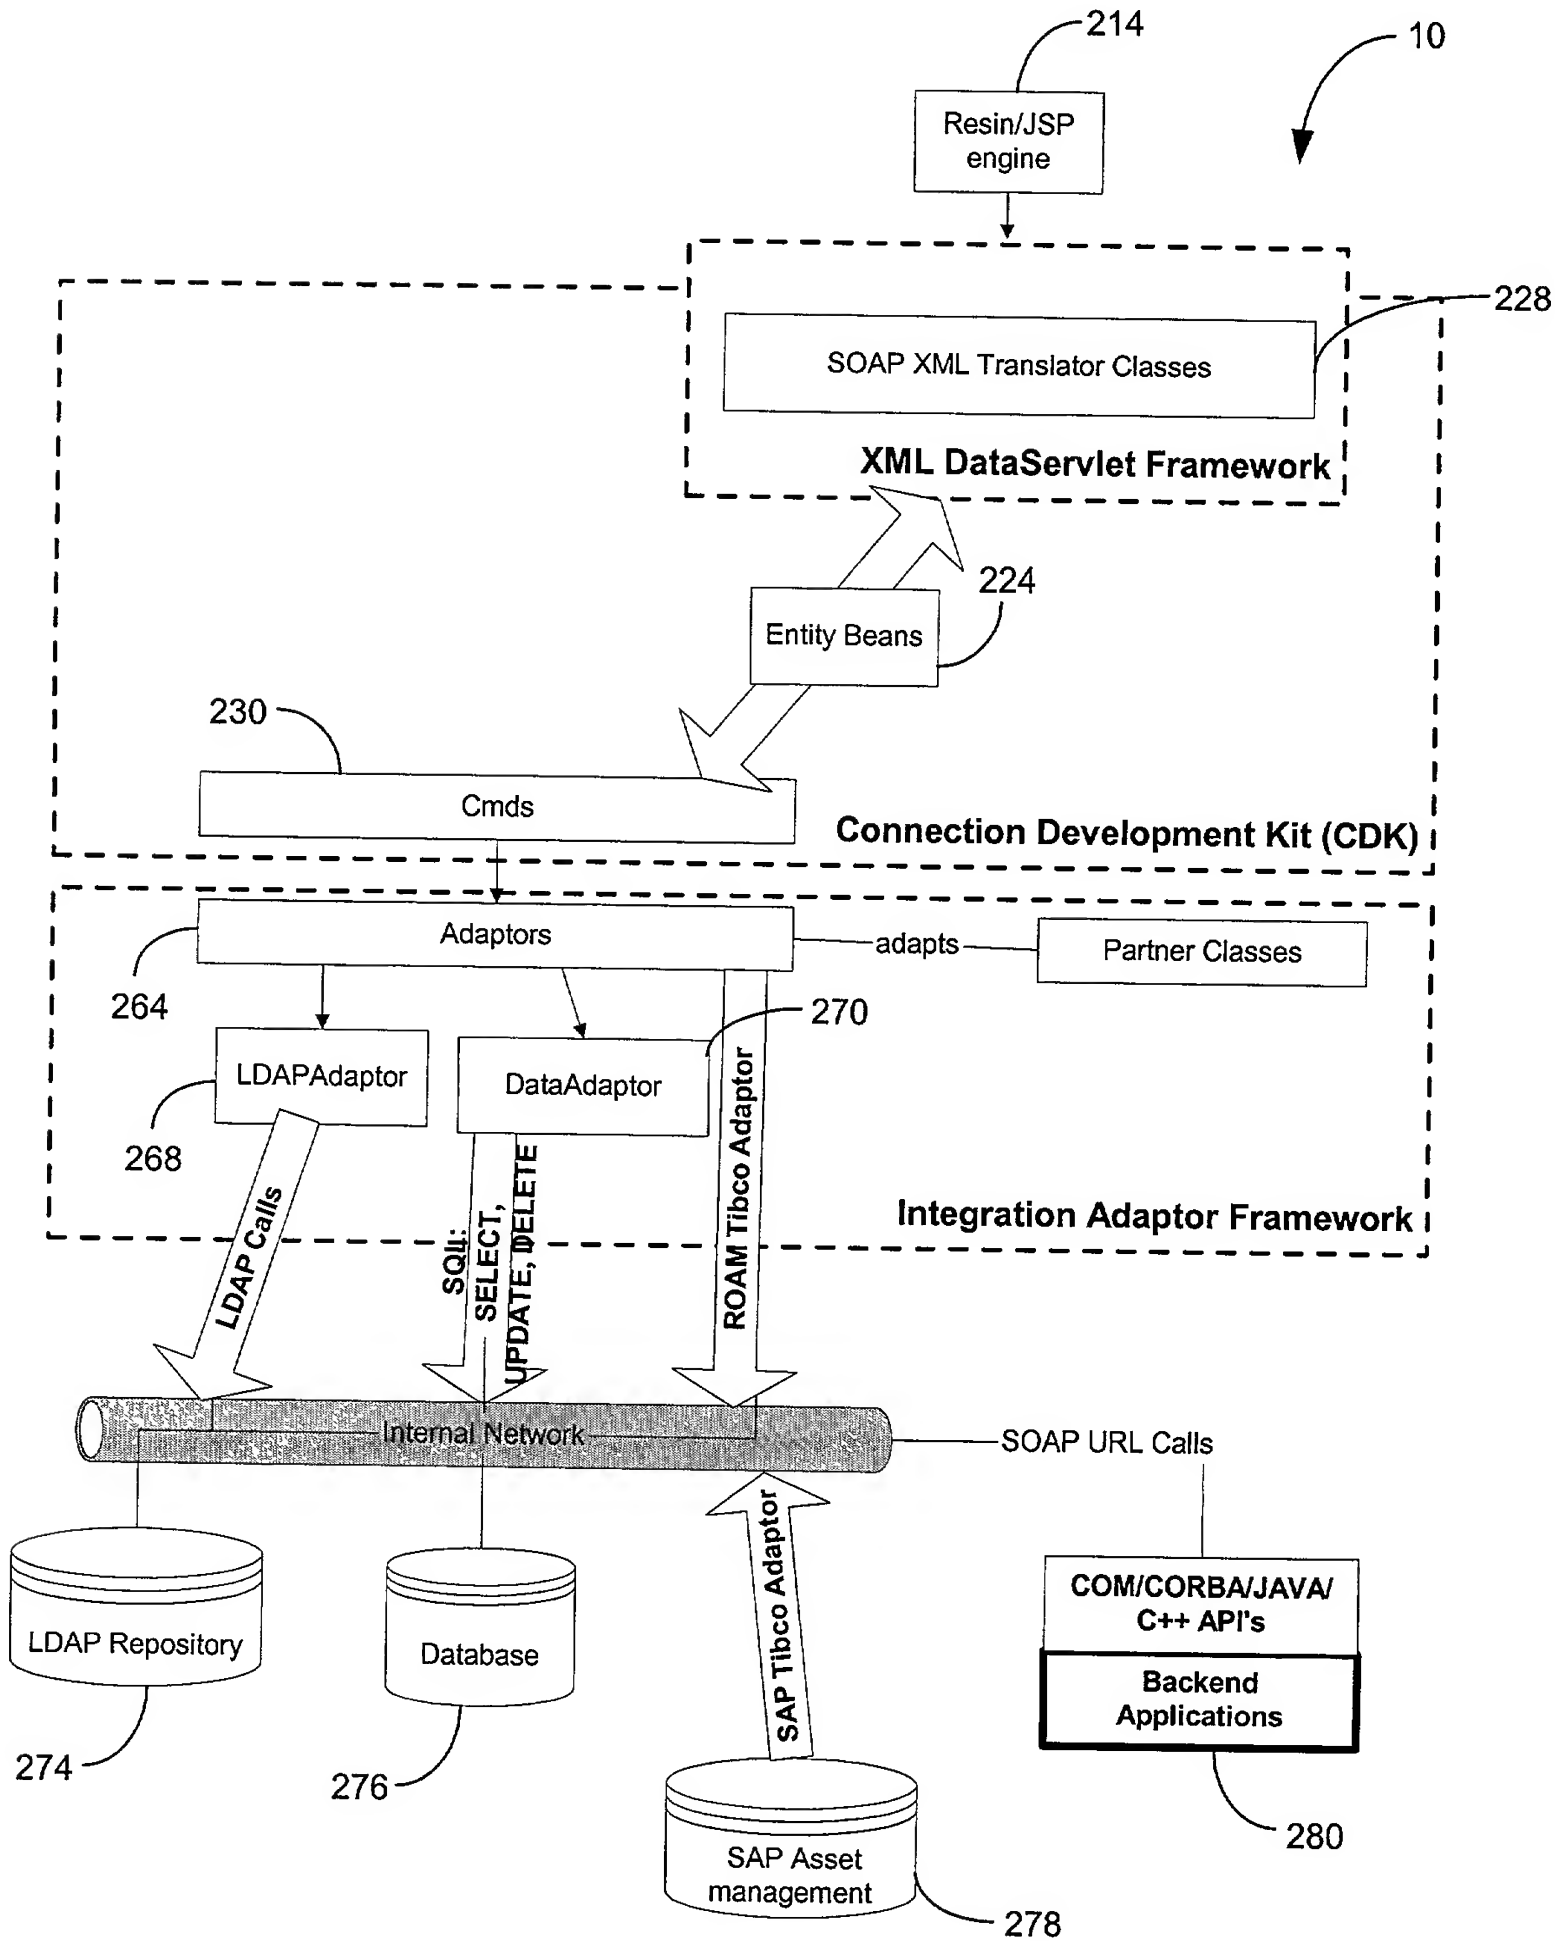 214
10
Resin/JSP
engine
228
SOAP XML Translator Classes
XML DataServlet Framework
224
Entity Beans
230
Cmds
Connection Development Kit (CDK)
Adaptors
adapts
Partner Classes
264
270
LDAPAdaptor
DataAdaptor
268
LDAP Calls
SQL:
SELECT,
UPDATE, DELETE
ROAM Tibco Adaptor
Integration Adaptor Framework
Internal Network
SOAP URL Calls
SAP Tibco Adaptor
LDAP Repository
Database
COM/CORBA/JAVA/
C++ API's
Backend
Applications
274
276
280
SAP Asset
management
278